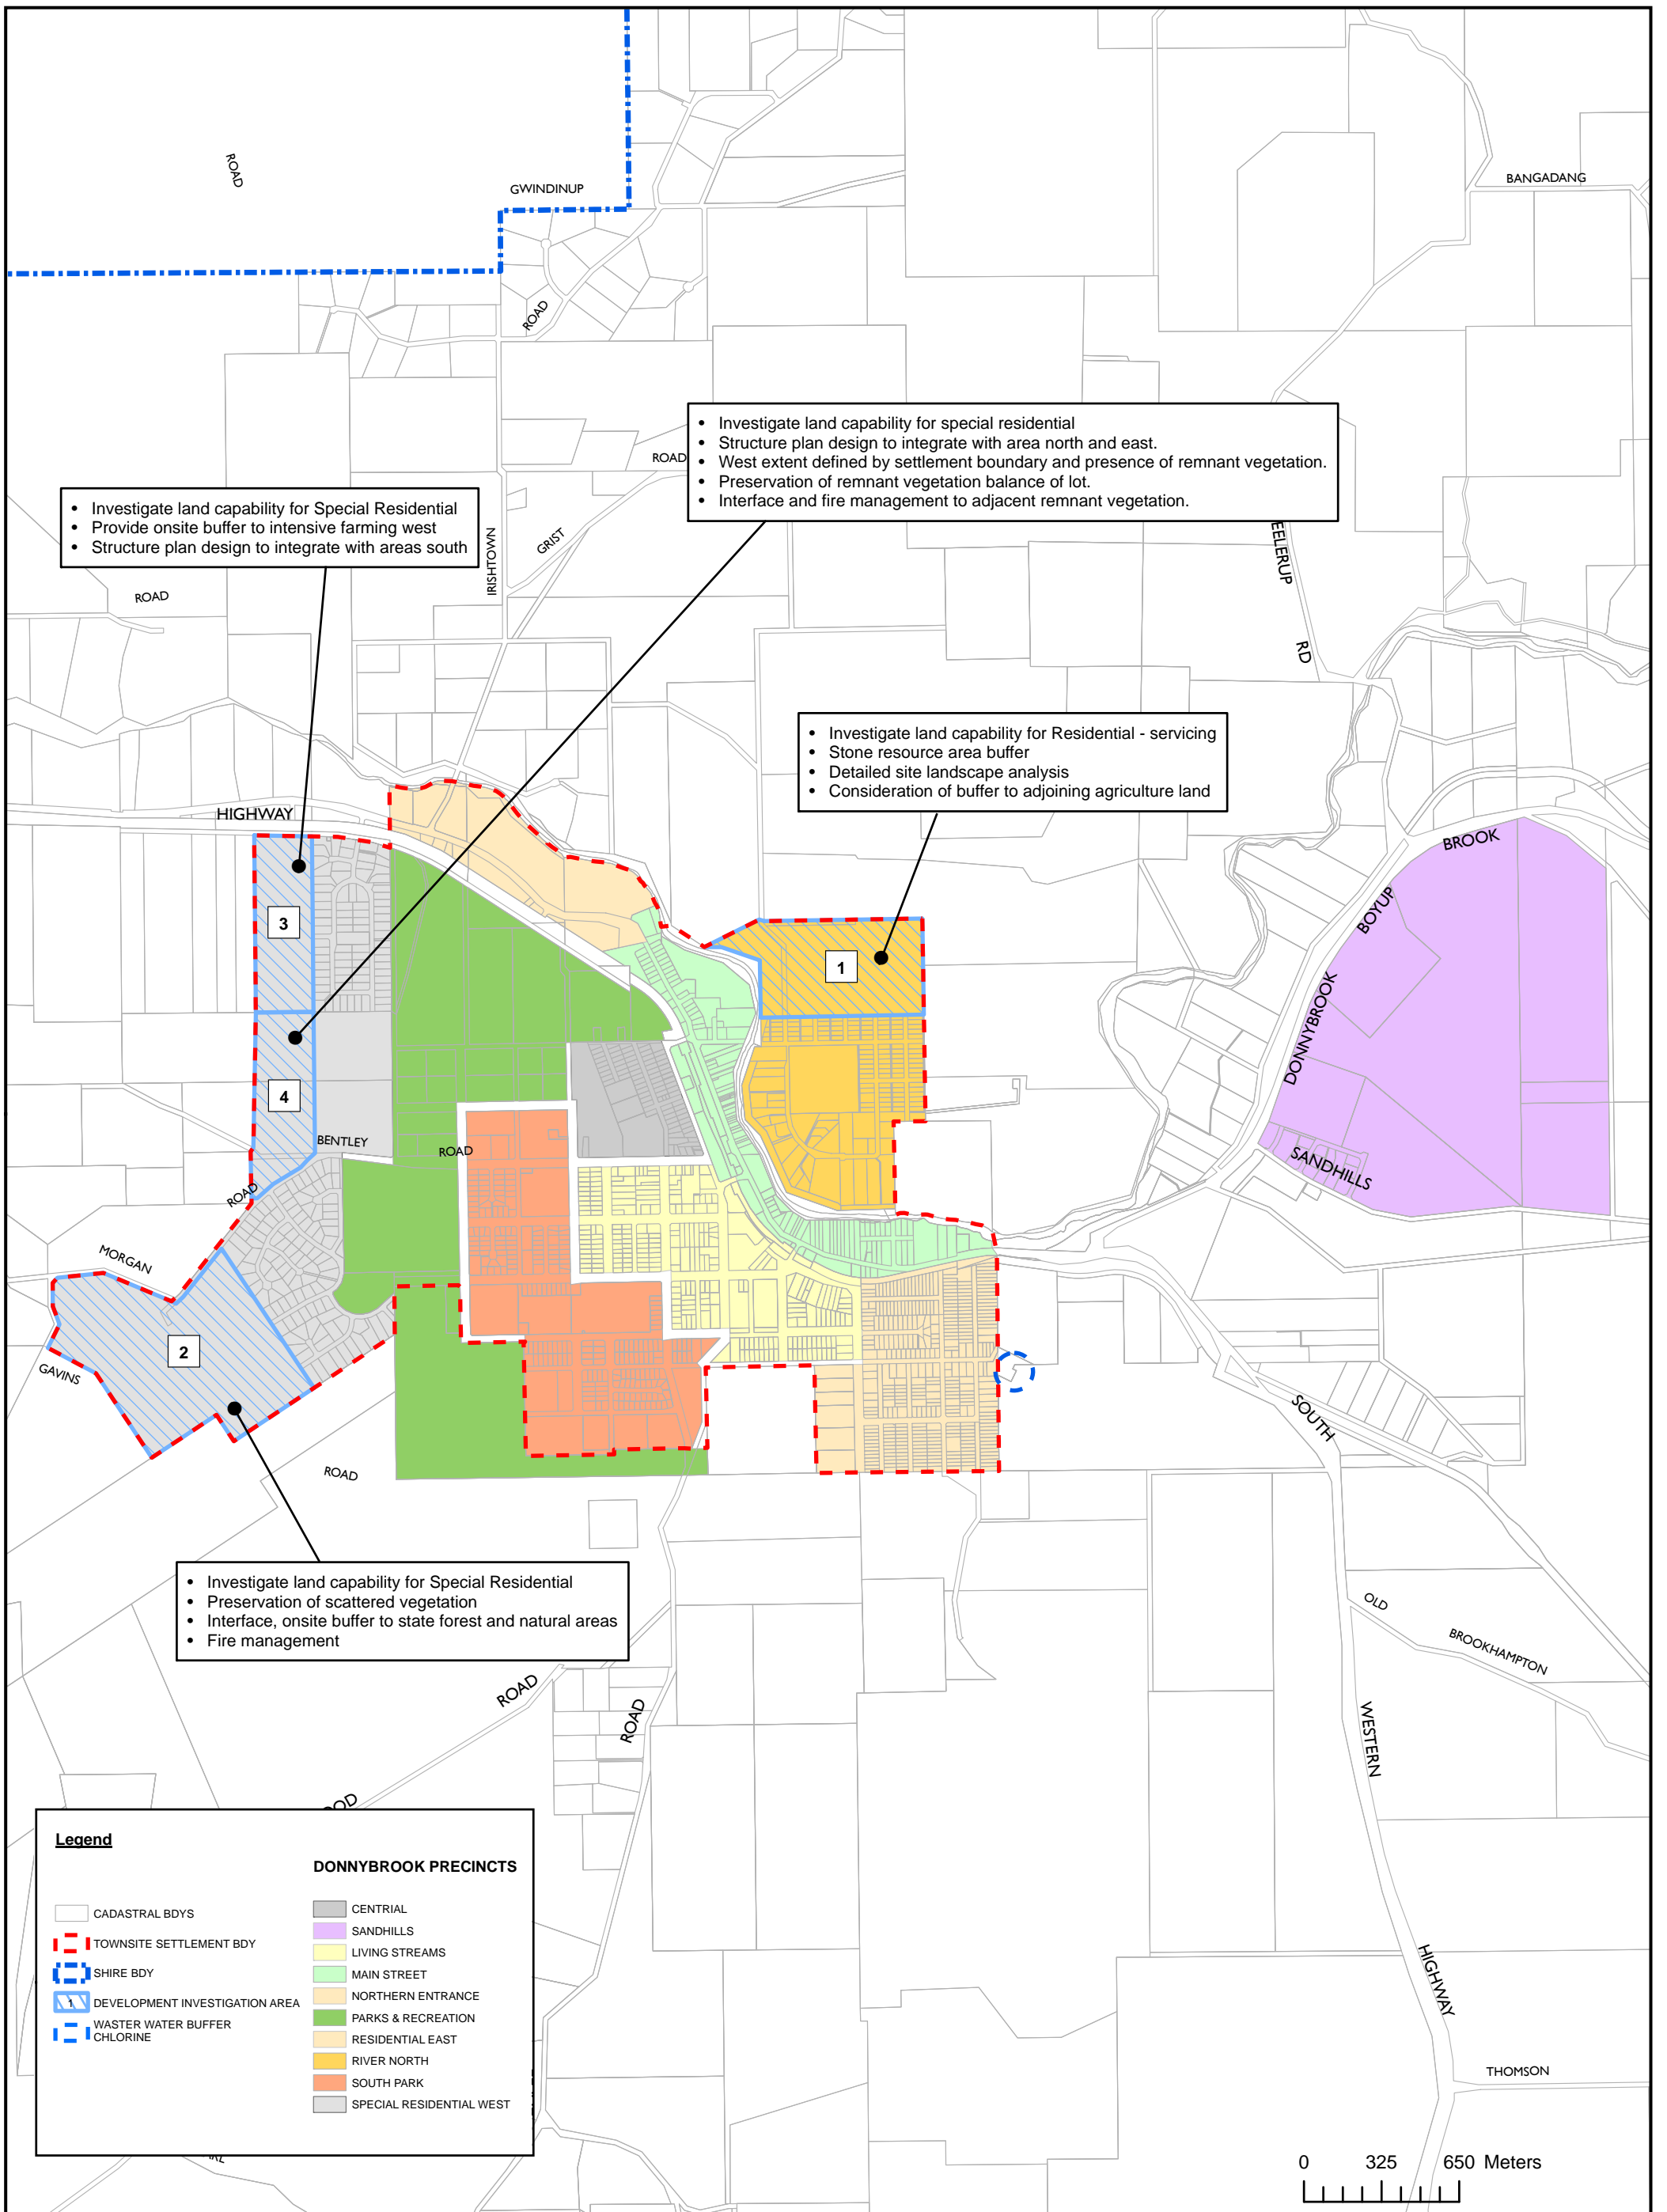 ROAD
GWINDINUP
BANGADANG
ROAD
• Investigate land capability for special residential
• Structure plan design to integrate with area north and east.
• West extent defined by settlement boundary and presence of remnant vegetation.
• Preservation of remnant vegetation balance of lot.
• Interface and fire management to adjacent remnant vegetation.
ROAD
• Investigate land capability for Special Residential
• Provide onsite buffer to intensive farming west
• Structure plan design to integrate with areas south
IRISHTOWN
GRIST
EELERUP
RD
ROAD
• Investigate land capability for Residential - servicing
• Stone resource area buffer
• Detailed site landscape analysis
• Consideration of buffer to adjoining agriculture land
HIGHWAY
BROOK
BOYUP
DONNYBROOK
SANDHILLS
3
1
4
BENTLEY
ROAD
ROAD
MORGAN
2
GAVINS
SOUTH
ROAD
• Investigate land capability for Special Residential
• Preservation of scattered vegetation
• Interface, onsite buffer to state forest and natural areas
• Fire management
OLD
BROOKHAMPTON
ROAD
ROAD
WESTERN
HIGHWAY
OOD
THOMSON
Legend
DONNYBROOK PRECINCTS
CADASTRAL BDYS
TOWNSITE SETTLEMENT BDY
SHIRE BDY
1
DEVELOPMENT INVESTIGATION AREA
WASTER WATER BUFFER
CHLORINE
CENTRIAL
SANDHILLS
LIVING STREAMS
MAIN STREET
NORTHERN ENTRANCE
PARKS & RECREATION
RESIDENTIAL EAST
RIVER NORTH
SOUTH PARK
SPECIAL RESIDENTIAL WEST
0 325 650 Meters